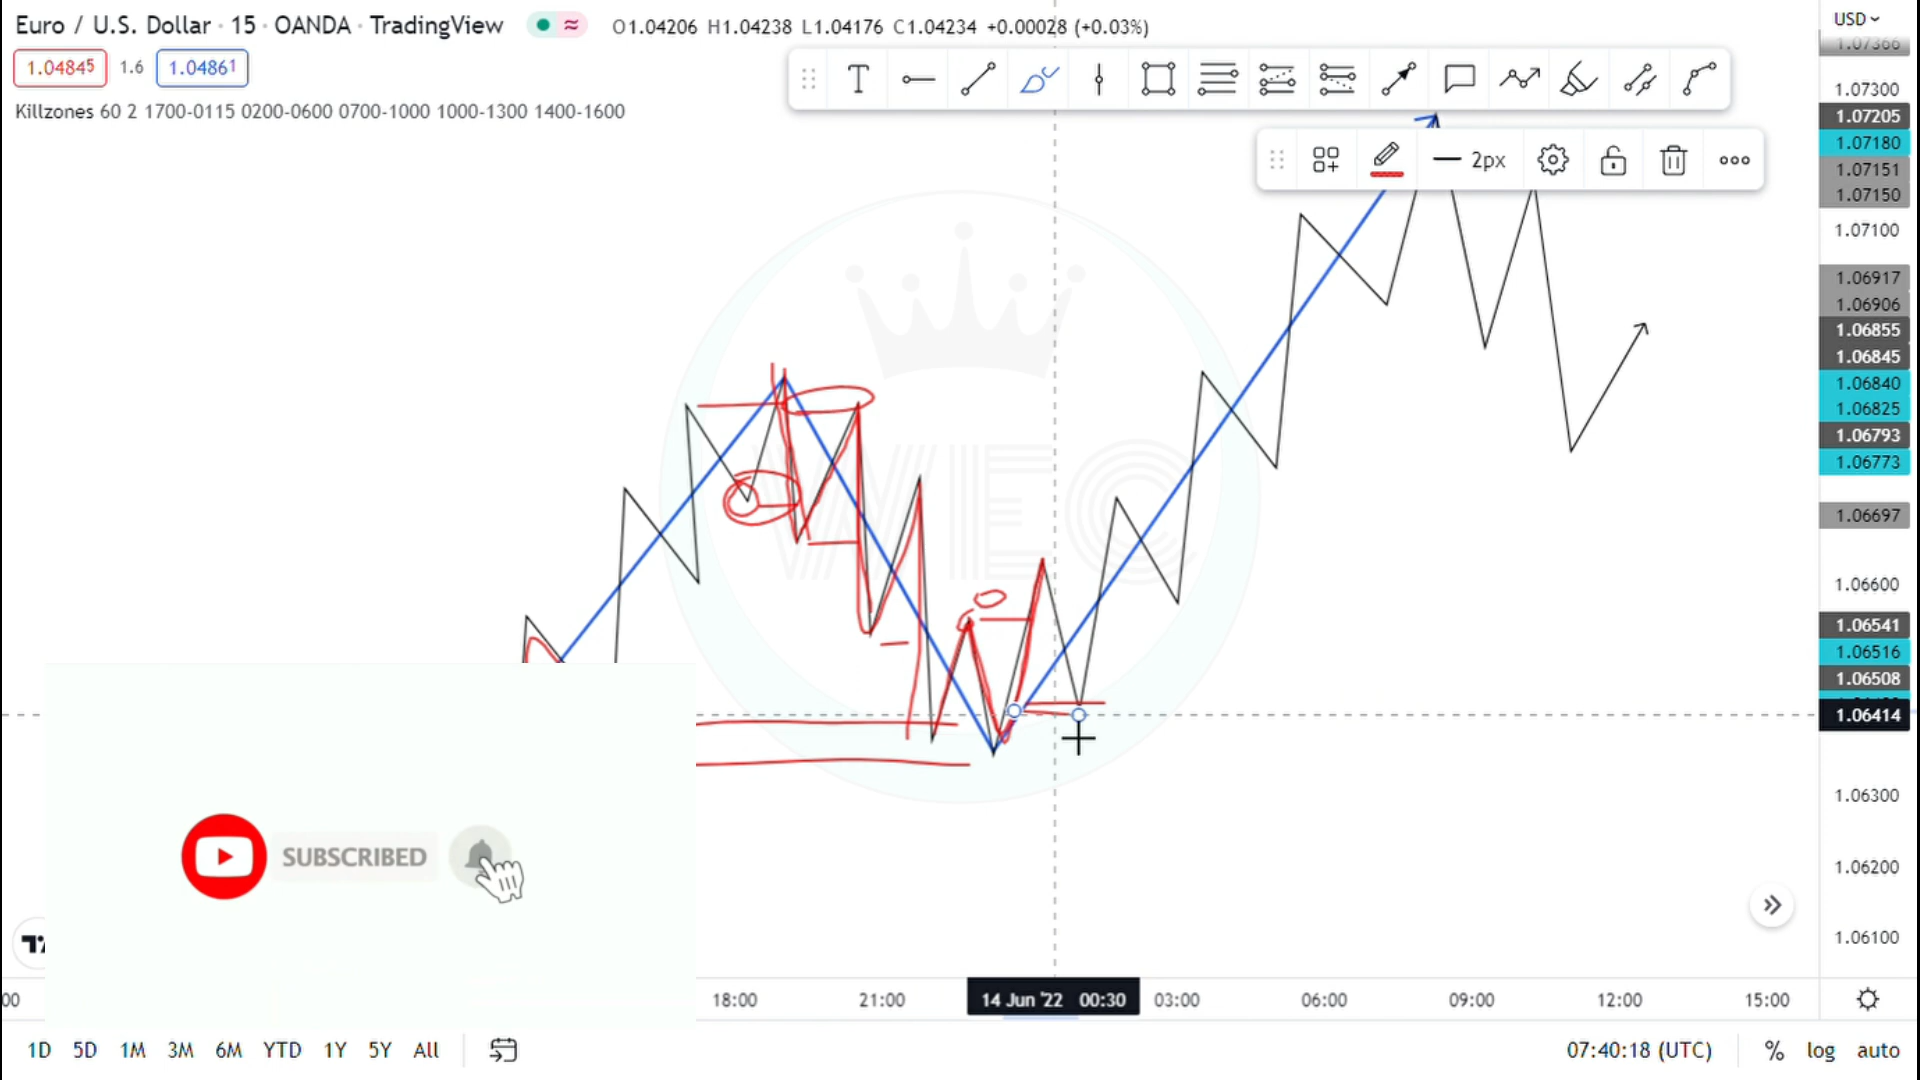 Euro / U.S. Dollar · 15 · OANDA · TradingView
O1.04206 H1.04238 L1.04176 C1.04234 +0.00028 (+0.03%)
USD
1.04845 1.6 1.04861
Killzones 60 2 1700-0115 0200-0600 0700-1000 1000-1300 1400-1600
T
2px
1.07366
1.07300
1.07205
1.07180
1.07151
1.07150
1.07100
1.06917
1.06906
1.06855
1.06845
1.06840
1.06825
1.06793
1.06773
1.06697
1.06600
1.06541
1.06516
1.06508
1.06414
1.06300
1.06200
1.06100
WEC
SUBSCRIBED
00 18:00 21:00 14 Jun '22 00:30 03:00 06:00 09:00 12:00 15:00
1D 5D 1M 3M 6M YTD 1Y 5Y All
07:40:18 (UTC) % log auto